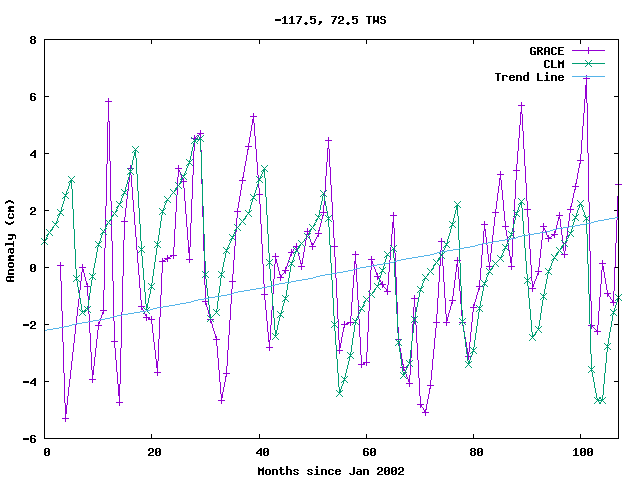 -117.5, 72.5 TWS
GRACE
CLM
Trend Line
8
6
4
2
0
-2
-4
-6
Anomaly (cm)
0 20 40 60 80 100
Months since Jan 2002